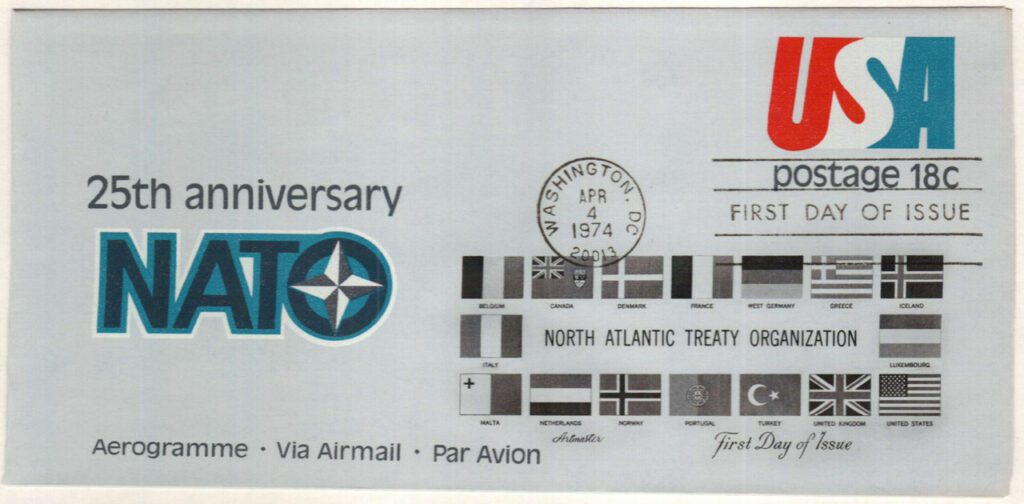 USA
postage 18c
FIRST DAY OF ISSUE
WASHINGTON, DC
APR
4
1974
20013
25th anniversary
NATO
BELGIUM CANADA DENMARK FRANCE WEST GERMANY GREECE ICELAND
ITALY NORTH ATLANTIC TREATY ORGANIZATION LUXEMBOURG
MALTA NETHERLANDS NORWAY PORTUGAL TURKEY UNITED KINGDOM UNITED STATES
Artmaster First Day of Issue
Aerogramme · Via Airmail · Par Avion